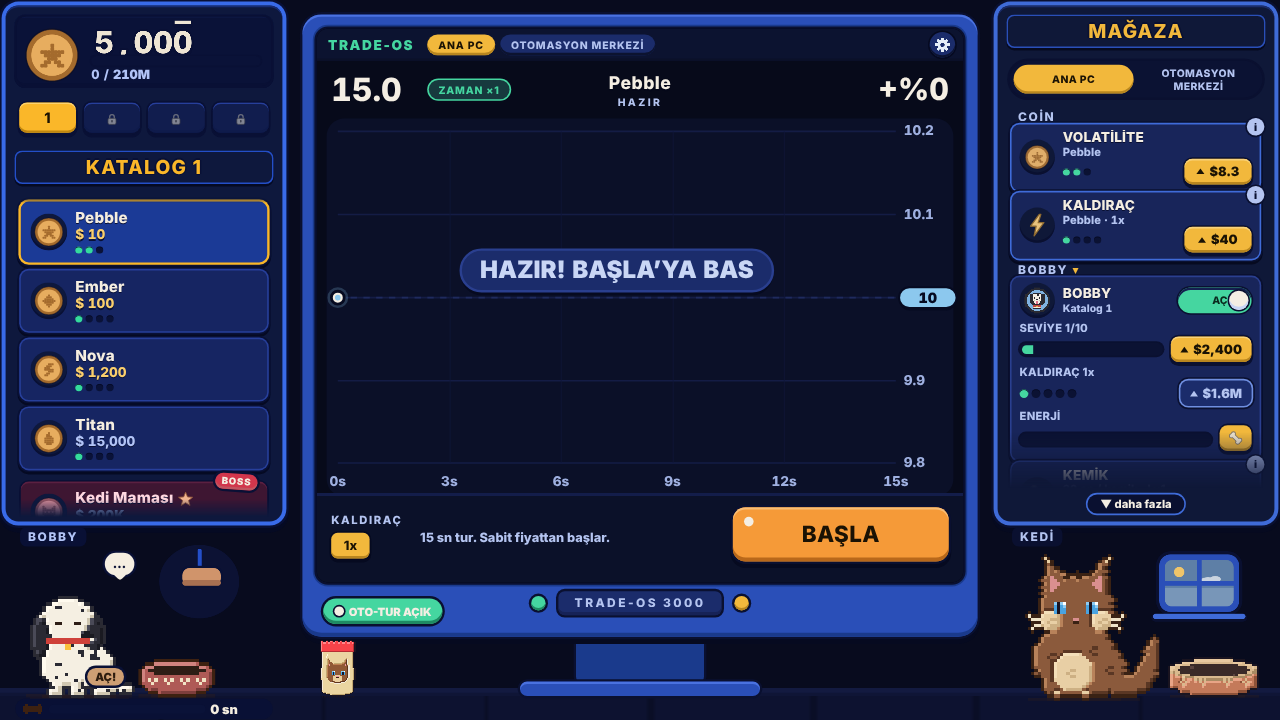 5,000
0 / 210M
1
KATALOG 1
Pebble
$ 10
Ember
$ 100
Nova
$ 1,200
Titan
$ 15,000
BOSS
Kedi Maması
$ 200K
BOBBY
...
AÇ!
0 sn
TRADE-OS
ANA PC
OTOMASYON MERKEZİ
15.0
ZAMAN ×1
Pebble
HAZIR
+%0
10.2
10.1
HAZIR! BAŞLA'YA BAS
10
9.9
9.8
0s 3s 6s 9s 12s 15s
KALDIRAÇ
1x
15 sn tur. Sabit fiyattan başlar.
BAŞLA
OTO-TUR AÇIK
TRADE-OS 3000
MAĞAZA
ANA PC
OTOMASYON
MERKEZİ
COİN
i
VOLATİLİTE
Pebble
▲ $8.3
i
KALDIRAÇ
Pebble · 1x
▲ $40
BOBBY ▼
BOBBY
Katalog 1
AÇ
SEVİYE 1/10
▲ $2,400
KALDIRAÇ 1x
▲ $1.6M
ENERJİ
i
KEMİK
▼ daha fazla
KEDİ